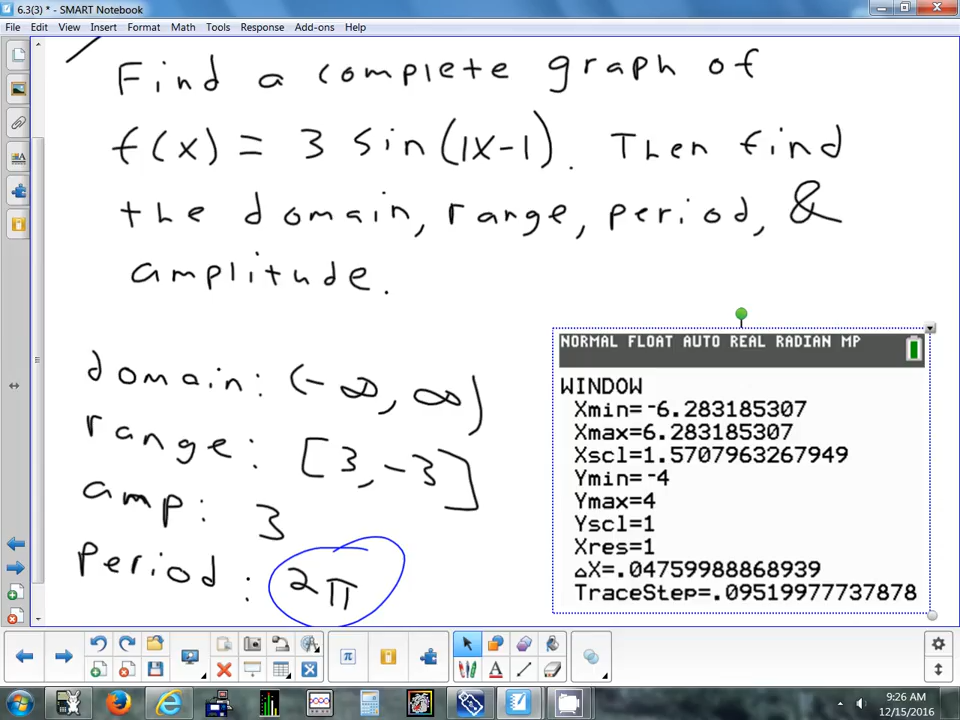 6.3(3) * - SMART Notebook
File Edit View Insert Format Math Tools Response Add-ons Help
Find a complete graph of
f(x) = 3 sin(1x-1). Then find
the domain, range, period, &
amplitude.
domain: (-∞, ∞)
range: [3, -3]
amp: 3
Period: 2π
NORMAL FLOAT AUTO REAL RADIAN MP
WINDOW
Xmin=-6.283185307
Xmax=6.283185307
Xscl=1.5707963267949
Ymin=-4
Ymax=4
Yscl=1
Xres=1
△X=.04759988868939
TraceStep=.09519977737878
π
A
9:26 AM
12/15/2016